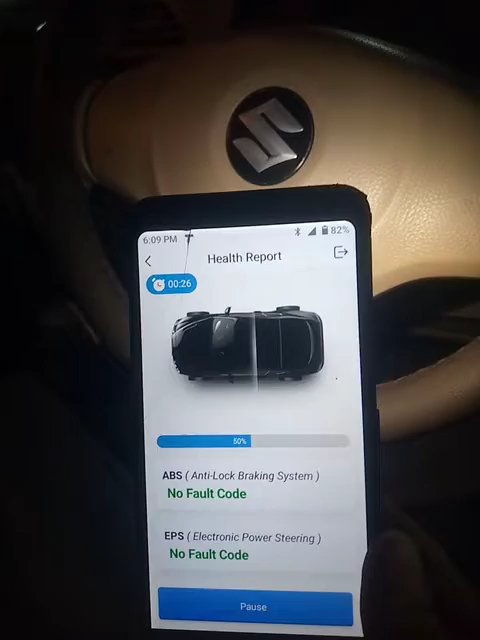 6:09 PM
82%
Health Report
00:26
50%
ABS ( Anti-Lock Braking System )
No Fault Code
EPS ( Electronic Power Steering )
No Fault Code
Pause